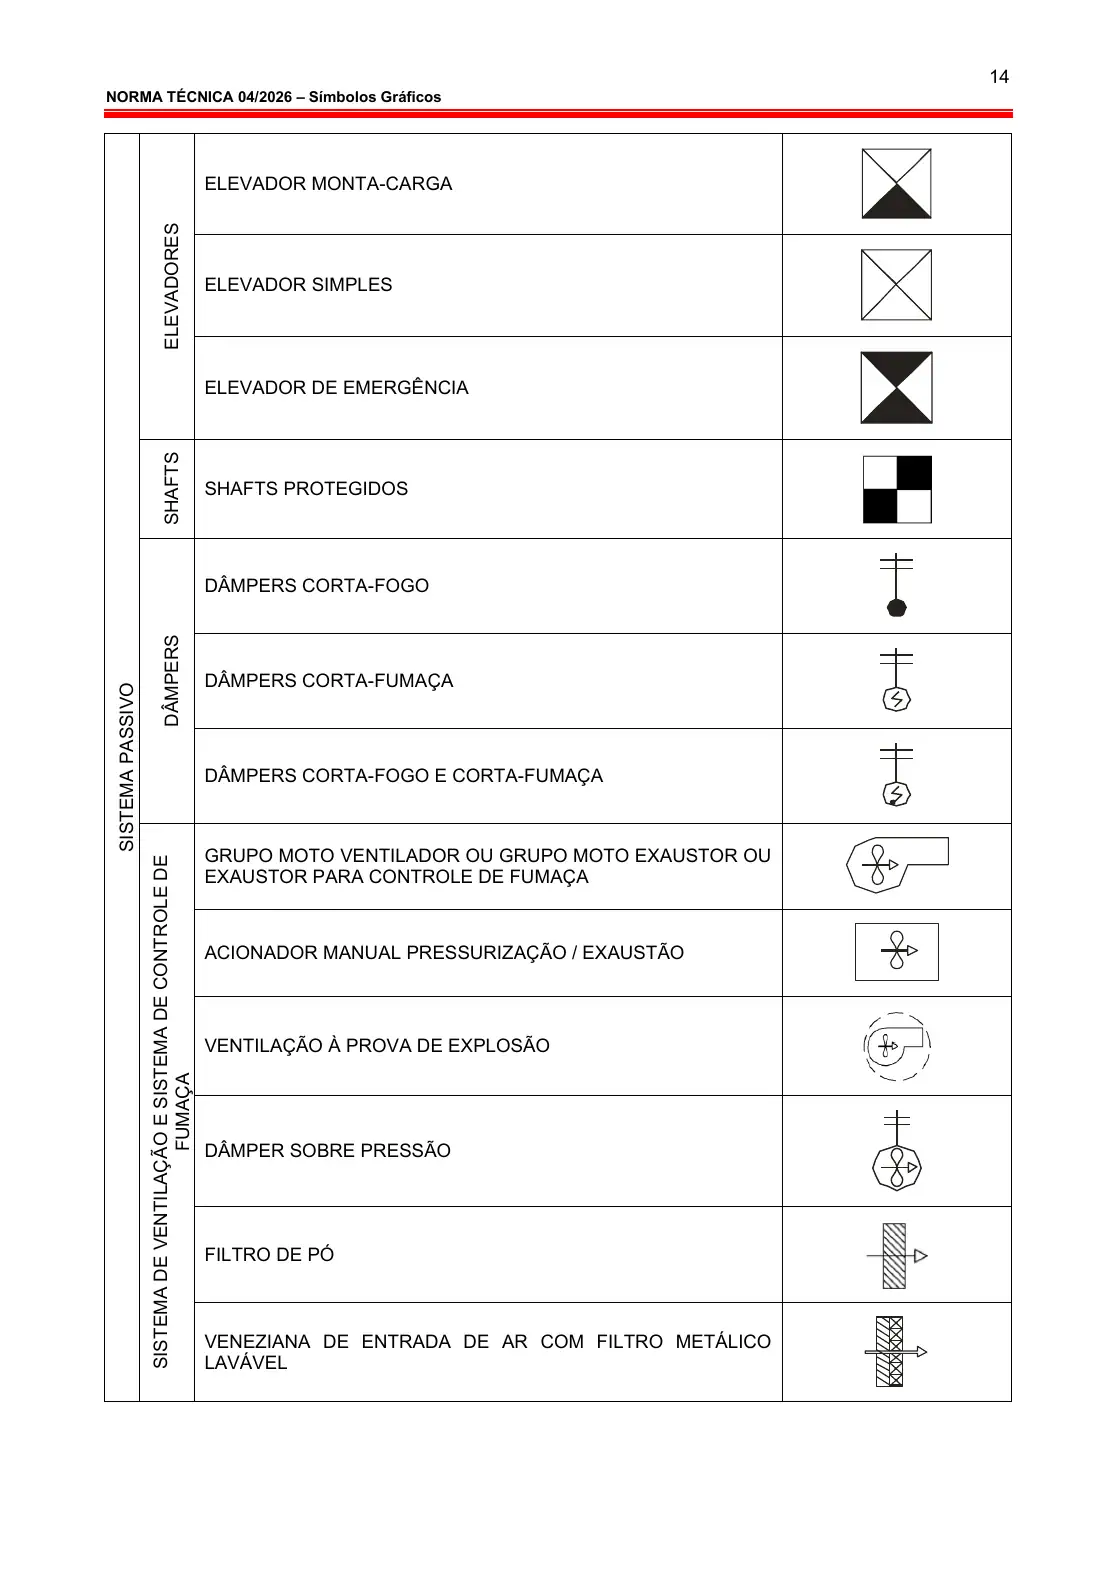 14
NORMA TÉCNICA 04/2026 – Símbolos Gráficos
SISTEMA PASSIVO
ELEVADORES
ELEVADOR MONTA-CARGA
ELEVADOR SIMPLES
ELEVADOR DE EMERGÊNCIA
SHAFTS
SHAFTS PROTEGIDOS
DÂMPERS
DÂMPERS CORTA-FOGO
DÂMPERS CORTA-FUMAÇA
DÂMPERS CORTA-FOGO E CORTA-FUMAÇA
SISTEMA DE VENTILAÇÃO E SISTEMA DE CONTROLE DE
FUMAÇA
GRUPO MOTO VENTILADOR OU GRUPO MOTO EXAUSTOR OU
EXAUSTOR PARA CONTROLE DE FUMAÇA
ACIONADOR MANUAL PRESSURIZAÇÃO / EXAUSTÃO
VENTILAÇÃO À PROVA DE EXPLOSÃO
DÂMPER SOBRE PRESSÃO
FILTRO DE PÓ
VENEZIANA DE ENTRADA DE AR COM FILTRO METÁLICO
LAVÁVEL